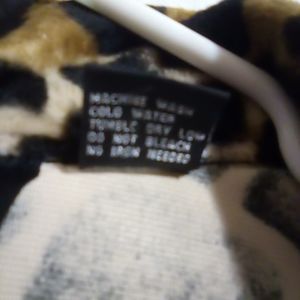 MACHINE WASH
COLD WATER
TUMBLE DRY LOW
DO NOT BLEACH
NO IRON NEEDED